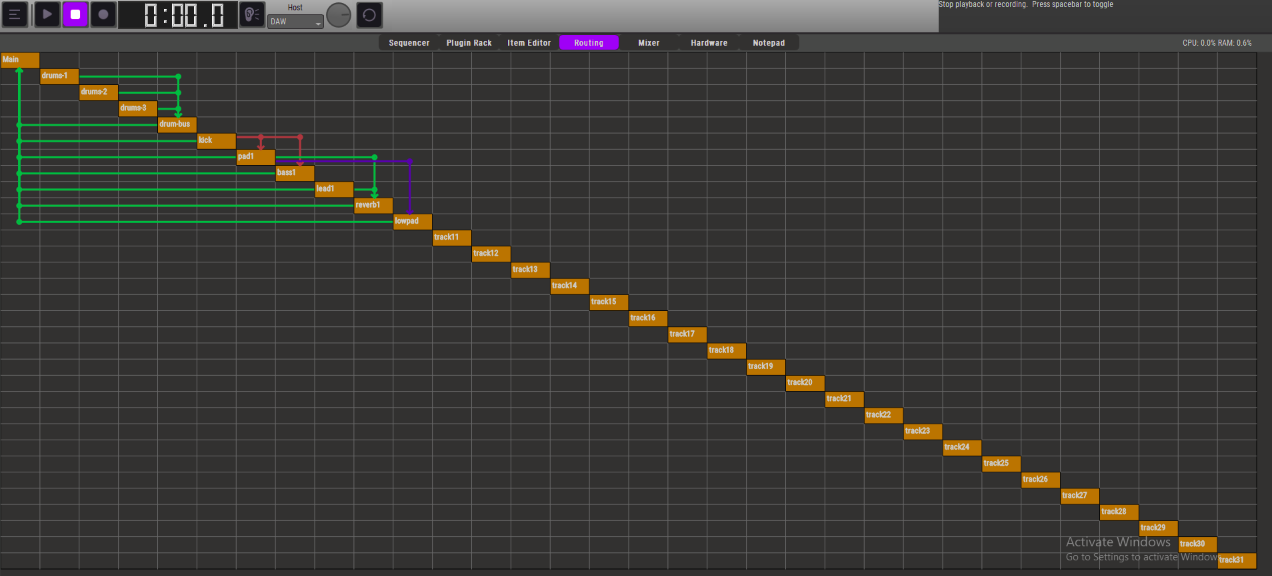 Host
DAW
0:00.0
Stop playback or recording. Press spacebar to toggle
Sequencer Plugin Rack Item Editor Routing Mixer Hardware Notepad
CPU: 0.0% RAM: 0.6%
Main
drums-1
drums-2
drums-3
drum-bus
kick
pad1
bass1
lead1
reverb1
lowpad
track11
track12
track13
track14
track15
track16
track17
track18
track19
track20
track21
track22
track23
track24
track25
track26
track27
track28
track29
Activate Windows
track30
Go to Settings to activate Window
track31